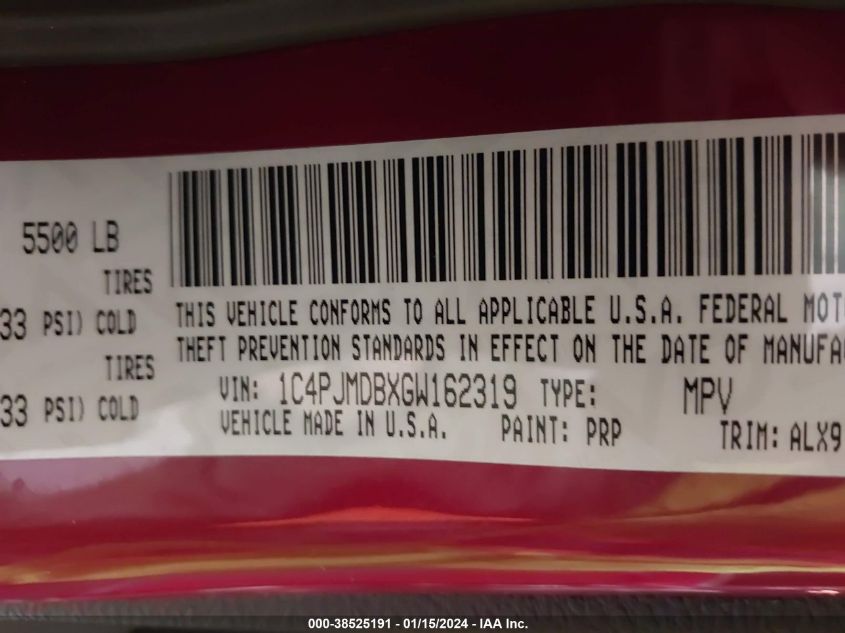 5500 LB
TIRES
33 PSI) COLD
TIRES
33 PSI) COLD
THIS VEHICLE CONFORMS TO ALL APPLICABLE U.S.A. FEDERAL MOT
THEFT PREVENTION STANDARDS IN EFFECT ON THE DATE OF MANUFA
VIN: 1C4PJMDBXGW162319 TYPE: MPV
VEHICLE MADE IN U.S.A. PAINT: PRP TRIM: ALX9
000-38525191 - 01/15/2024 - IAA Inc.